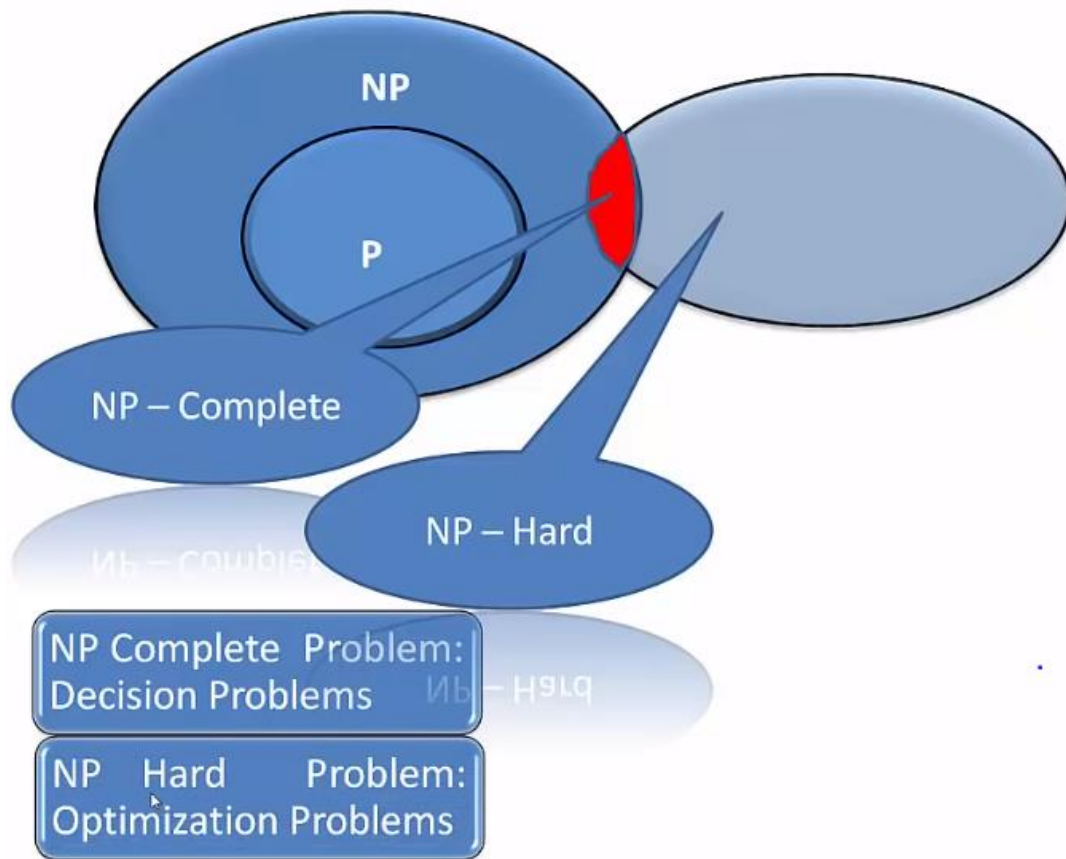 NP
P
NP – Complete
NP – Hard
NP Complete Problem:
Decision Problems
NP Hard Problem:
Optimization Problems